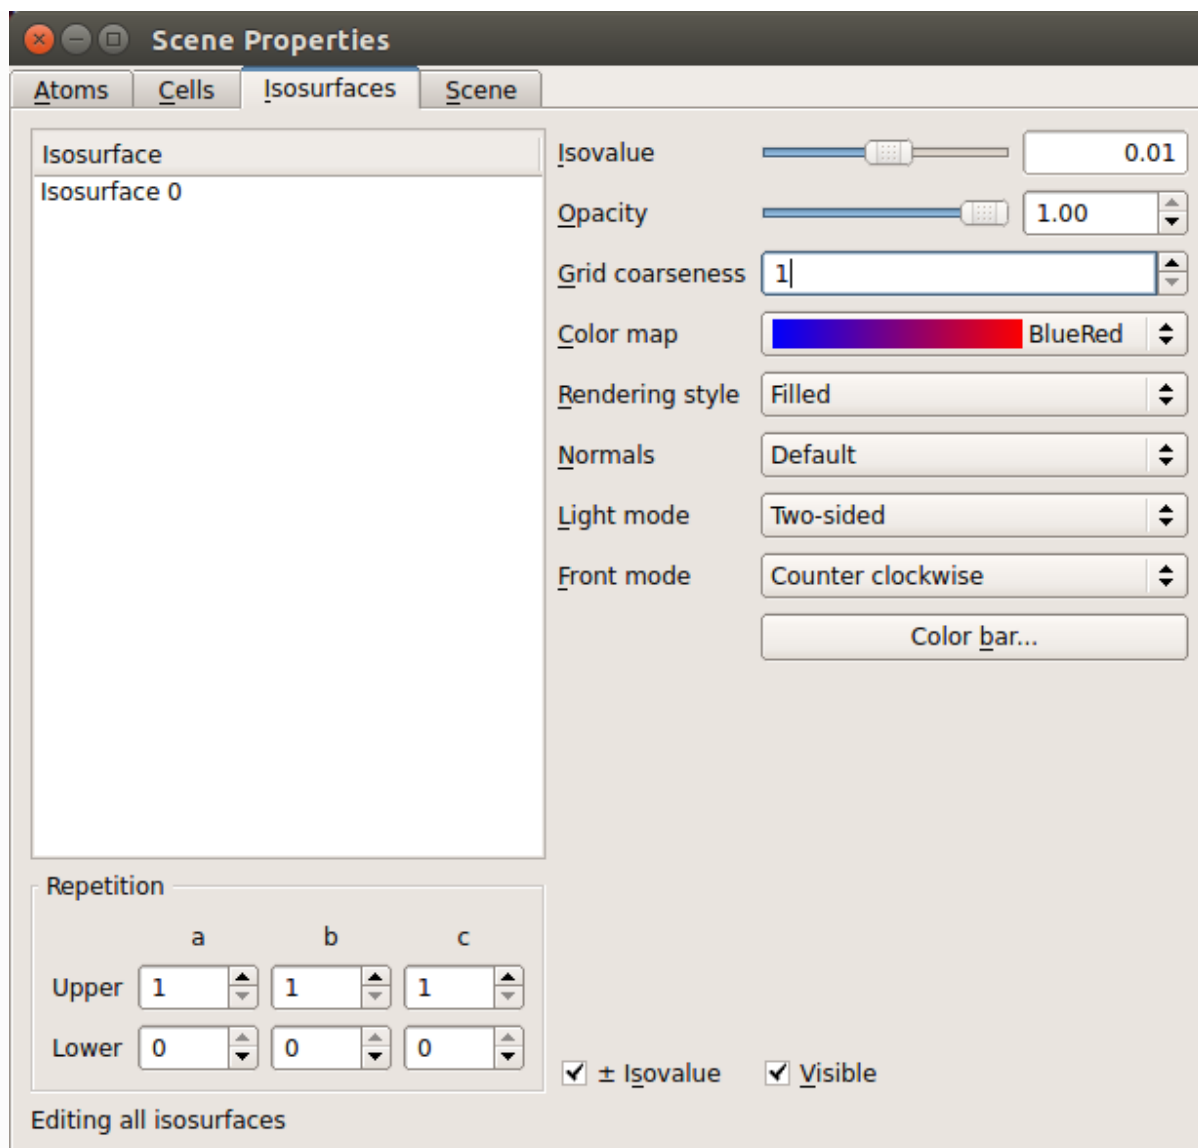 Scene Properties
Atoms Cells Isosurfaces Scene
Isosurface
Isosurface 0
Isovalue 0.01
Opacity 1.00
Grid coarseness 1
Color map BlueRed
Rendering style Filled
Normals Default
Light mode Two-sided
Front mode Counter clockwise
Color bar...
Repetition
a b c
Upper 1 1 1
Lower 0 0 0
± Isovalue Visible
Editing all isosurfaces